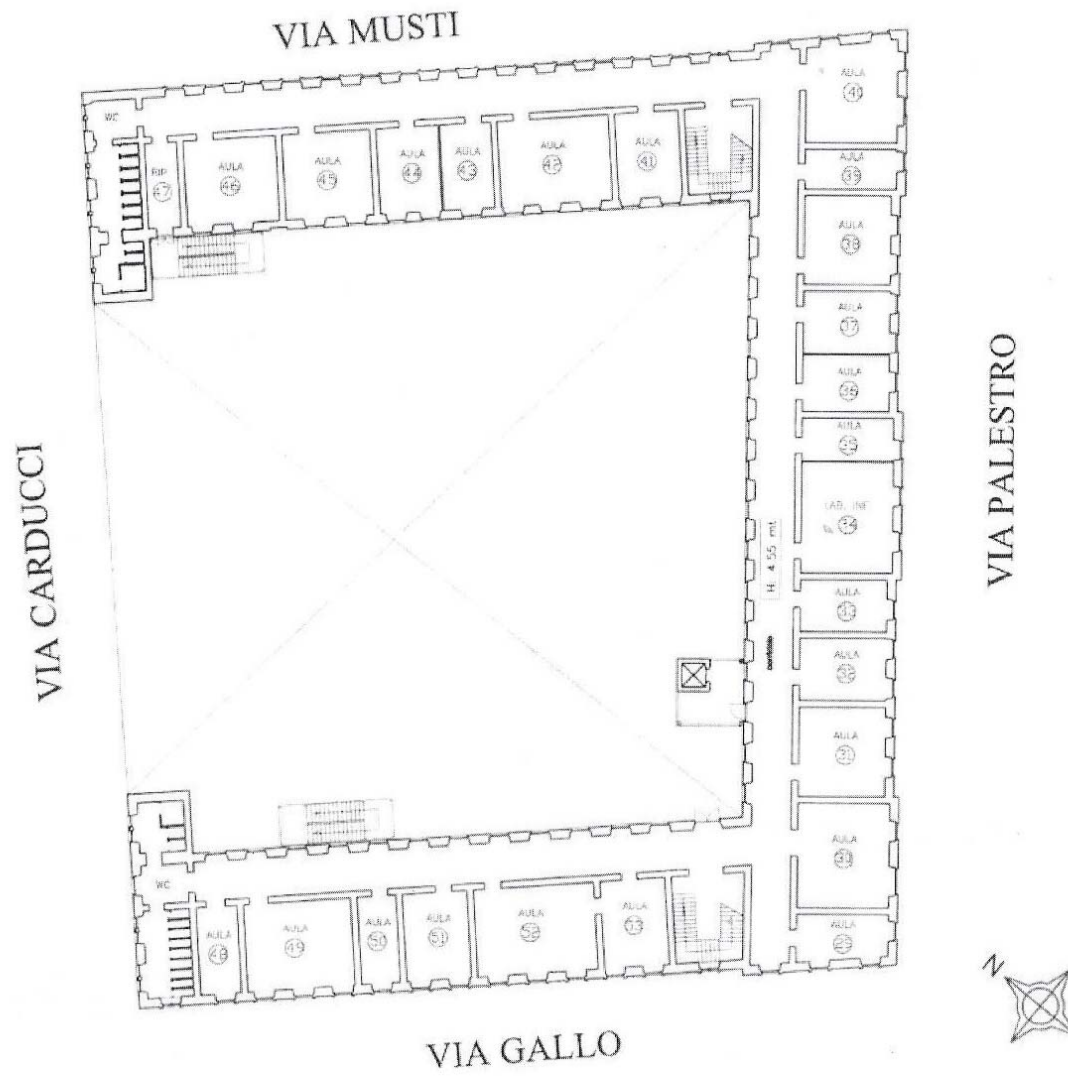 VIA MUSTI
WC
RIP
47
AULA
46
AULA
45
AULA
44
AULA
43
AULA
42
AULA
41
AULA
40
AULA
39
AULA
38
AULA
37
AULA
36
AULA
35
LAB. INF
34
AULA
33
AULA
32
AULA
31
AULA
30
AULA
29
H: 4.55 mt
VIA CARDUCCI
VIA PALESTRO
WC
AULA
48
AULA
49
AULA
50
AULA
51
AULA
52
AULA
53
N
VIA GALLO